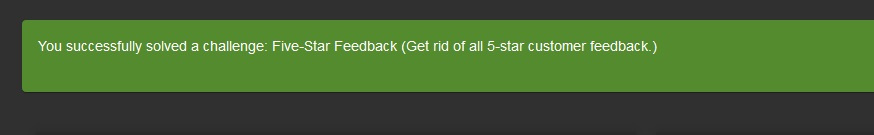 You successfully solved a challenge: Five-Star Feedback (Get rid of all 5-star customer feedback.)